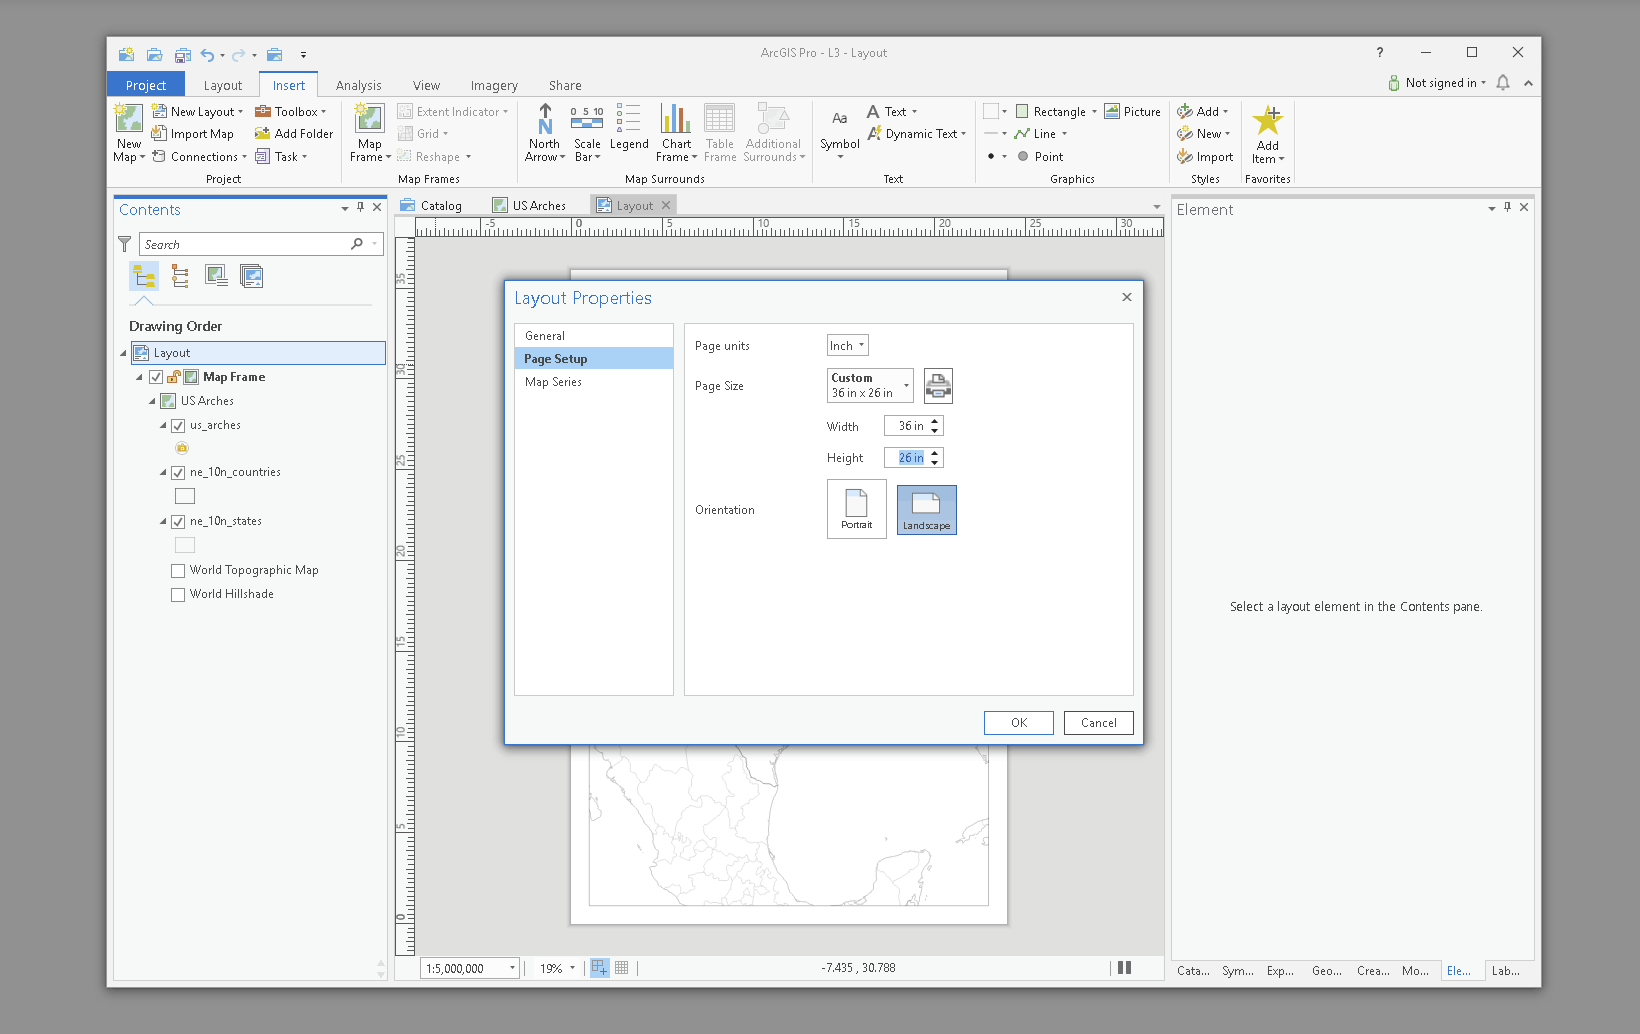 ArcGIS Pro - L3 - Layout
?
Project Layout Insert Analysis View Imagery Share
Not signed in
New Map
New Layout
Import Map
Connections
Toolbox
Add Folder
Task
Project
Map Frame
Extent Indicator
Grid
Reshape
Map Frames
North Arrow
0 5 10
Scale Bar
Legend
Chart Frame
Table Frame
Additional Surrounds
Map Surrounds
Aa
Symbol
Text
Dynamic Text
Text
Rectangle
Line
Point
Picture
Graphics
Add
New
Import
Styles
Add Item
Favorites
Contents
Search
Drawing Order
Layout
Map Frame
US Arches
us_arches
ne_10n_countries
ne_10n_states
World Topographic Map
World Hillshade
Catalog US Arches Layout
-5 0 5 10 15 20 25 30
35
30
25
20
15
10
5
0
Layout Properties
General
Page Setup
Map Series
Page units Inch
Page Size Custom
36 in x 26 in
Width 36 in
Height 26 in
Orientation
Portrait
Landscape
OK Cancel
1:5,000,000 19% -7.435 , 30.788
Element
Select a layout element in the Contents pane.
Cata... Sym... Exp... Geo... Crea... Mo... Ele... Lab...